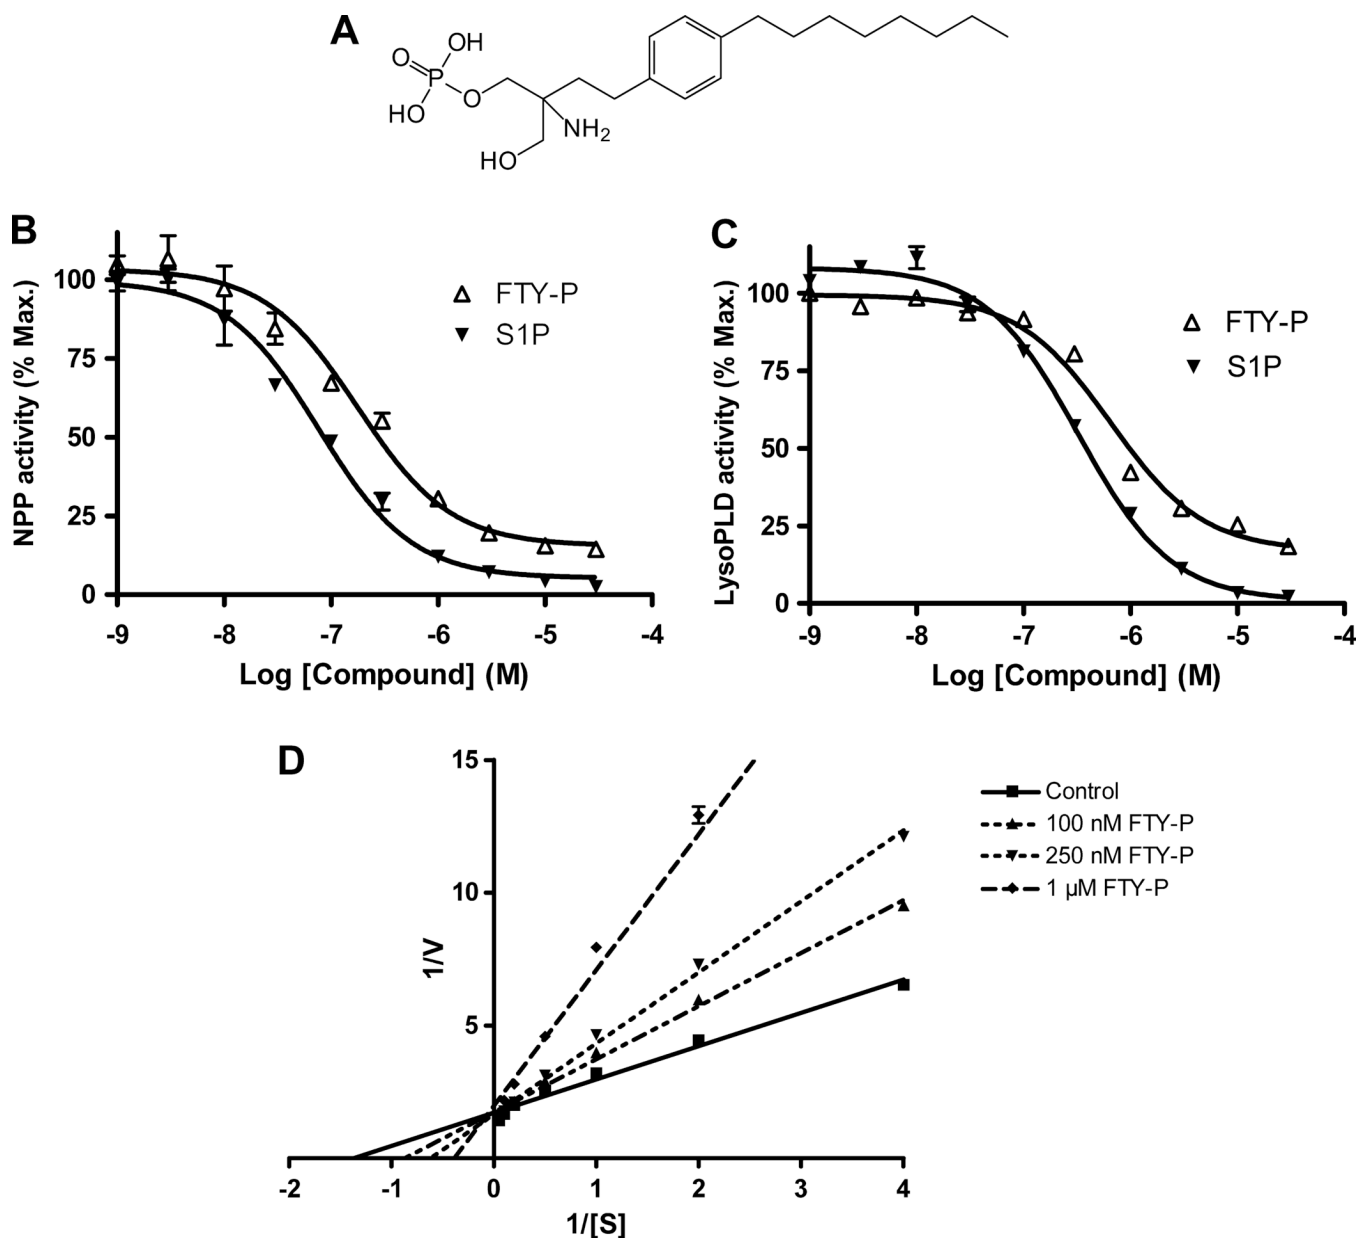 A
OH
O
P
HO
O
NH2
HO
B
NPP activity (% Max.)
100
75
50
25
0
FTY-P
S1P
-9 -8 -7 -6 -5 -4
Log [Compound] (M)
C
LysoPLD activity (% Max.)
100
75
50
25
0
FTY-P
S1P
-9 -8 -7 -6 -5 -4
Log [Compound] (M)
D
1/V
15
10
5
-2 -1 0 1 2 3 4
1/[S]
Control
100 nM FTY-P
250 nM FTY-P
1 μM FTY-P